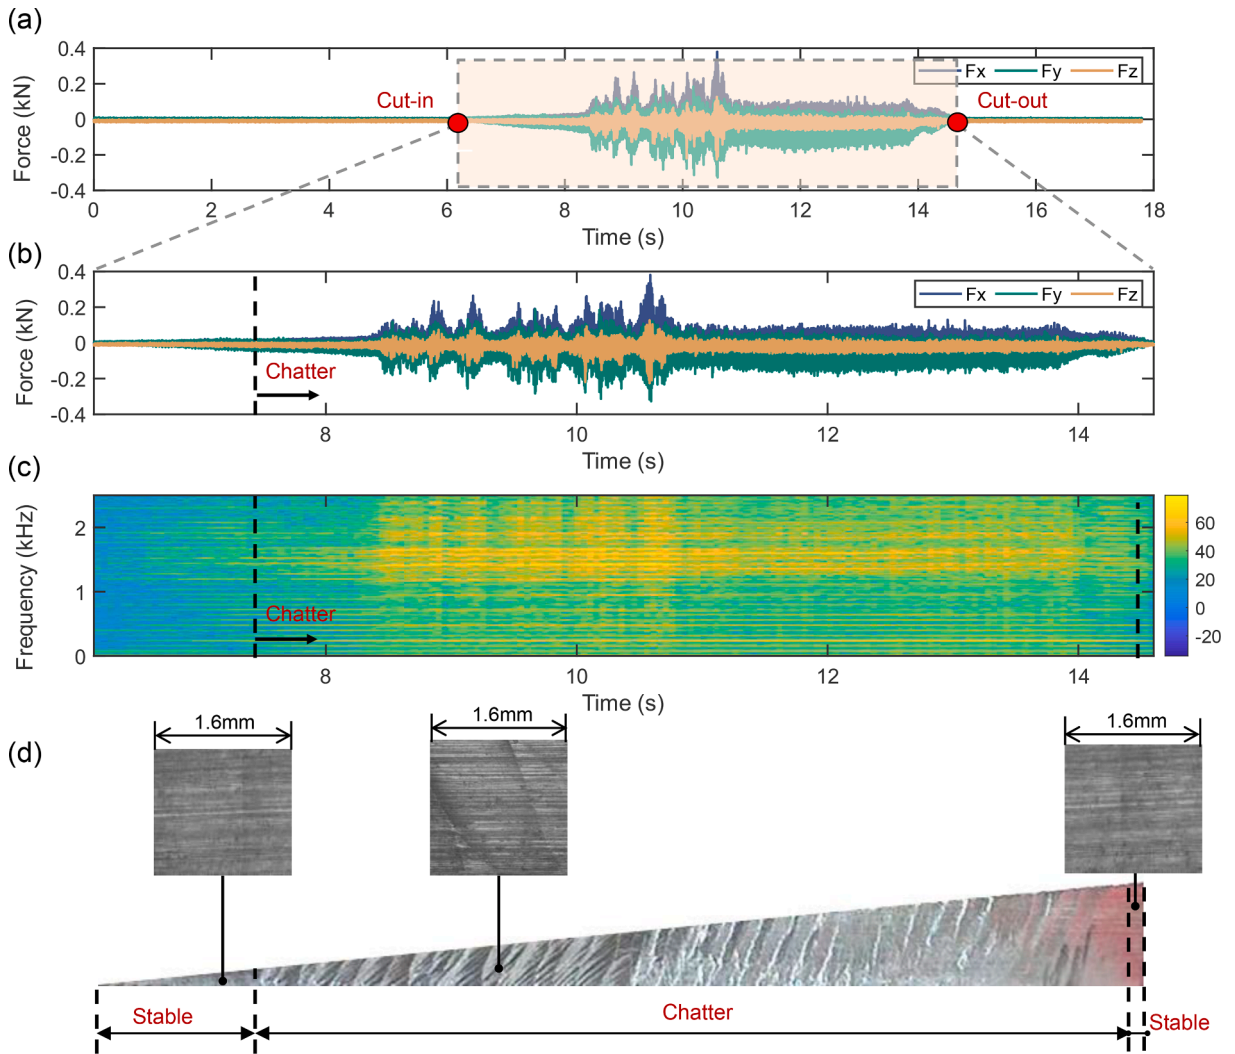 (a)
Force (kN)
0.4
0.2
0
-0.2
-0.4
Cut-in
Cut-out
Fx Fy Fz
0 2 4 6 8 10 12 14 16 18
Time (s)
(b)
Force (kN)
0.4
0.2
0
-0.2
-0.4
Fx Fy Fz
Chatter
8 10 12 14
Time (s)
(c)
Frequency (kHz)
2
1
0
Chatter
60
40
20
0
-20
8 10 12 14
Time (s)
(d)
1.6mm
1.6mm
1.6mm
Stable
Chatter
Stable